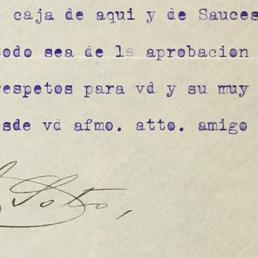 caja de aqui y de Sauces
odo sea de la aprobacion
respetos para vd y su muy
sde vd afmo. atto. amigo
Soto,